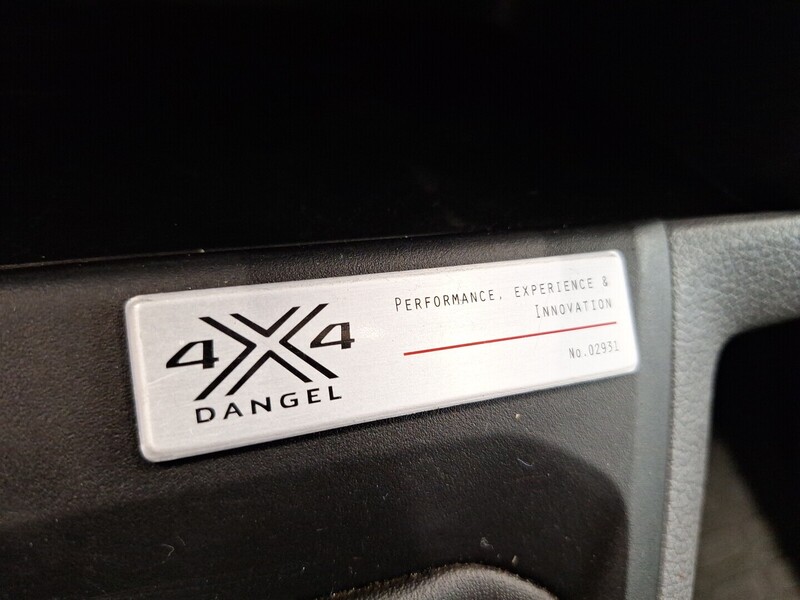 4X4
DANGEL
PERFORMANCE, EXPERIENCE &
INNOVATION
No.02931